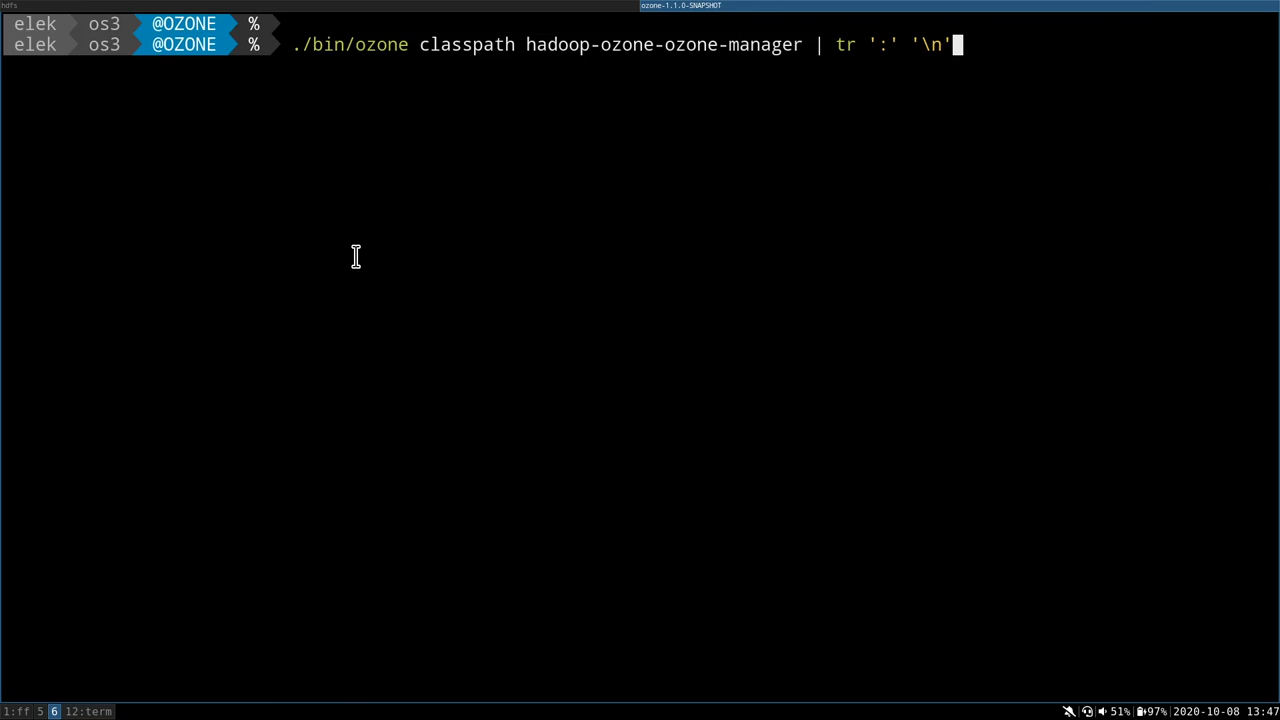 hdfs
ozone-1.1.0-SNAPSHOT
elek os3 @OZONE %
elek os3 @OZONE % ./bin/ozone classpath hadoop-ozone-ozone-manager | tr ':' '\n'
1:ff 5 6 12:term 51% 97% 2020-10-08 13:47